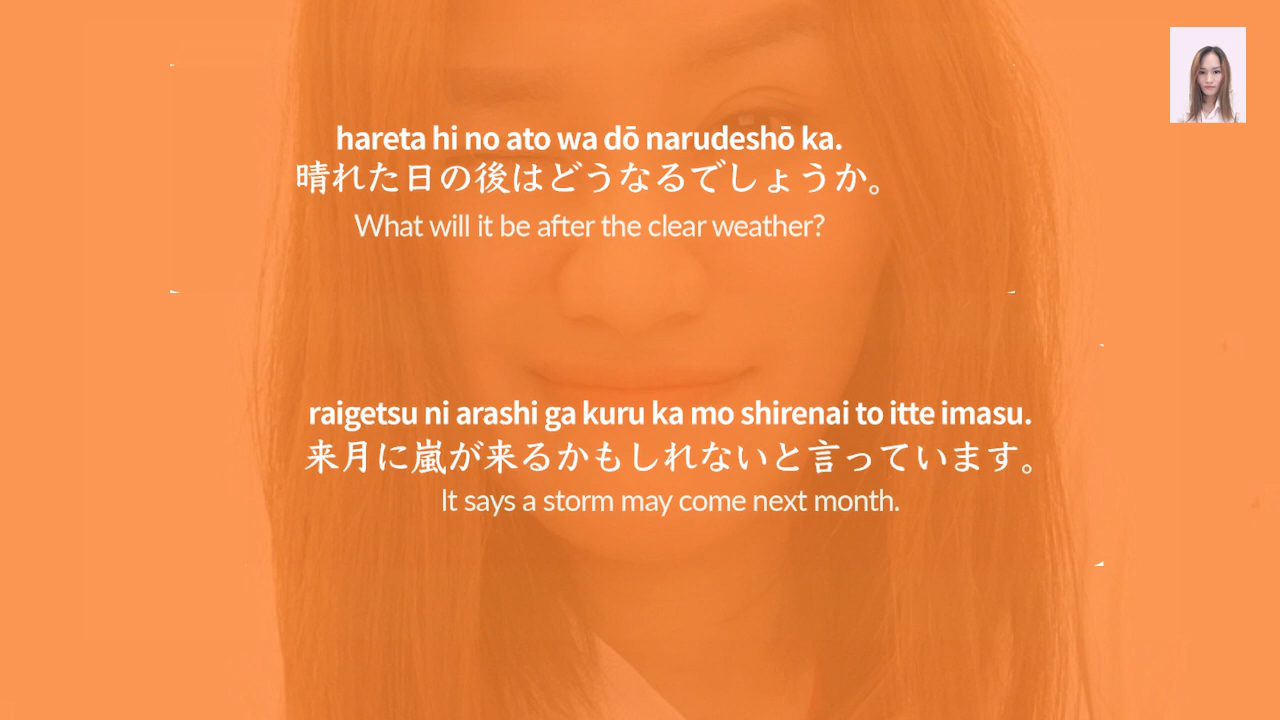 hareta hi no ato wa dō narudeshō ka.
晴れた日の後はどうなるでしょうか。
What will it be after the clear weather?
raigetsu ni arashi ga kuru ka mo shirenai to itte imasu.
来月に嵐が来るかもしれないと言っています。
It says a storm may come next month.